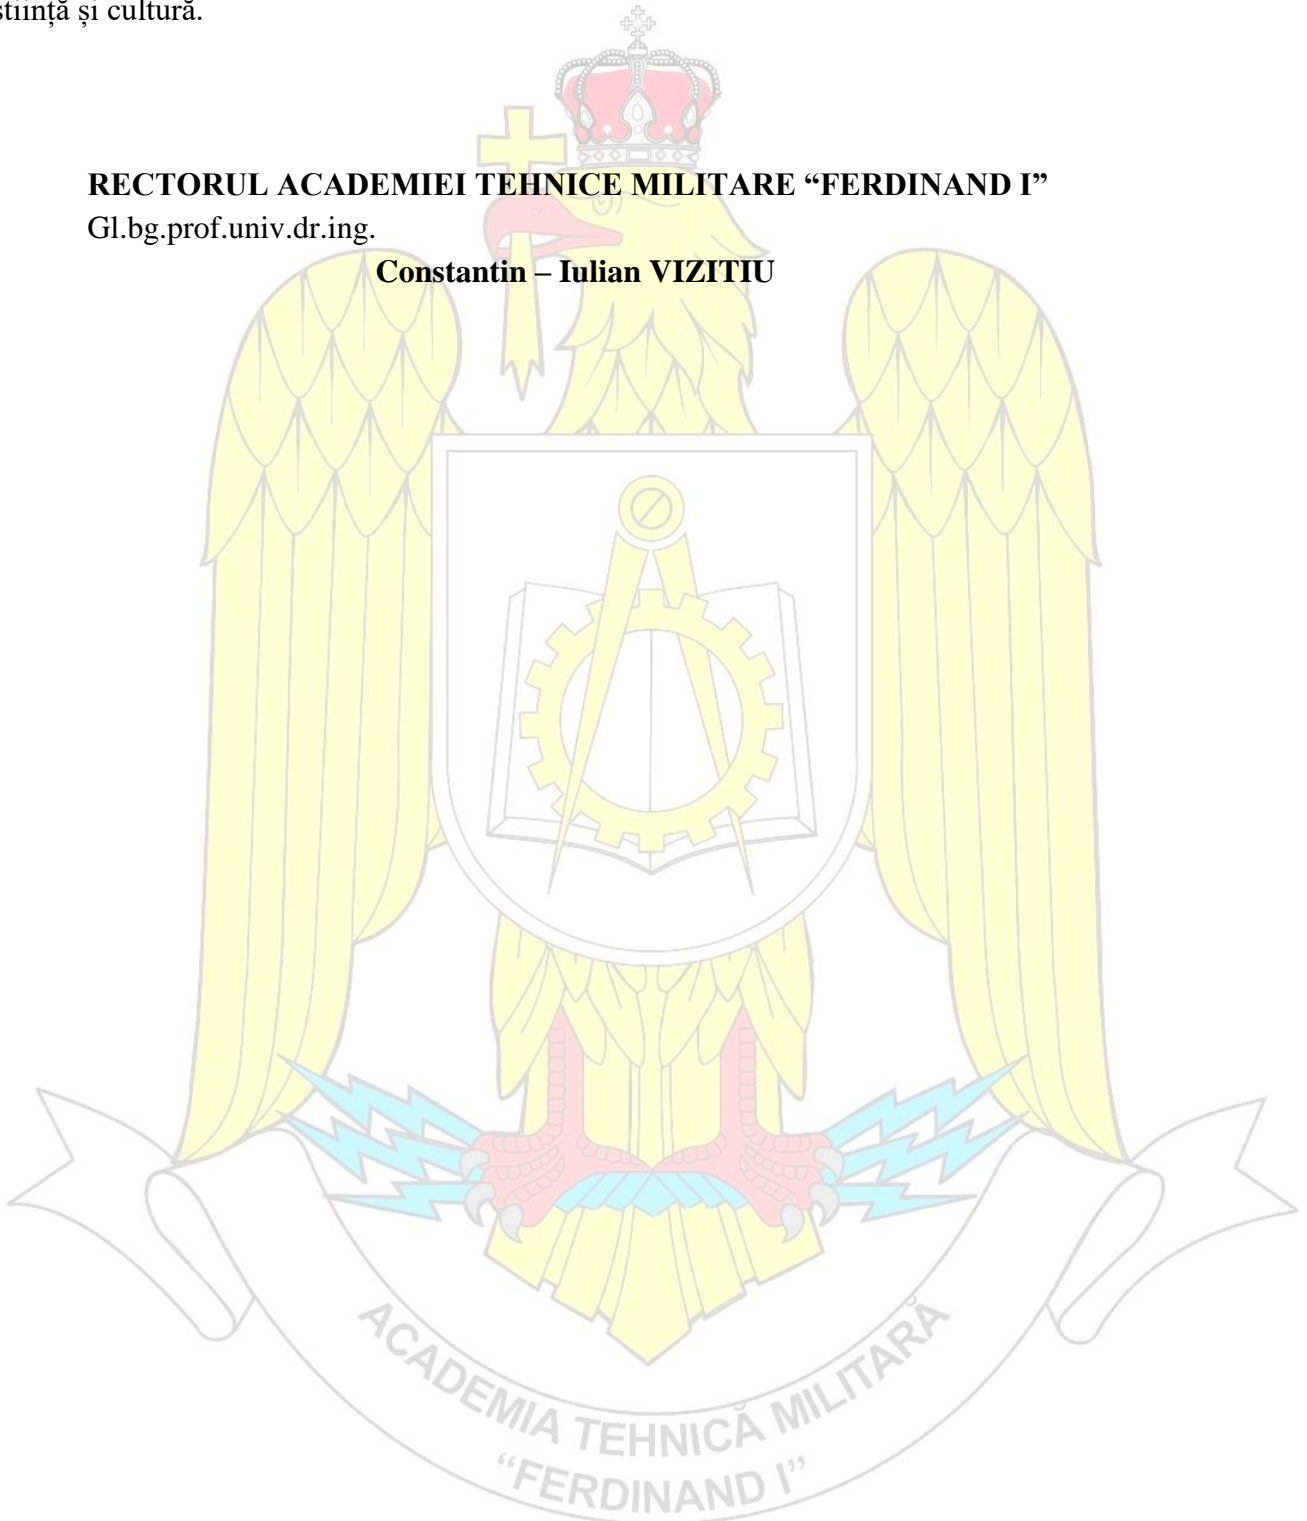 știință și cultură.
RECTORUL ACADEMIEI TEHNICE MILITARE “FERDINAND I”
Gl.bg.prof.univ.dr.ing.
Constantin – Iulian VIZITIU
ACADEMIA TEHNICĂ MILITARĂ
“FERDINAND I”